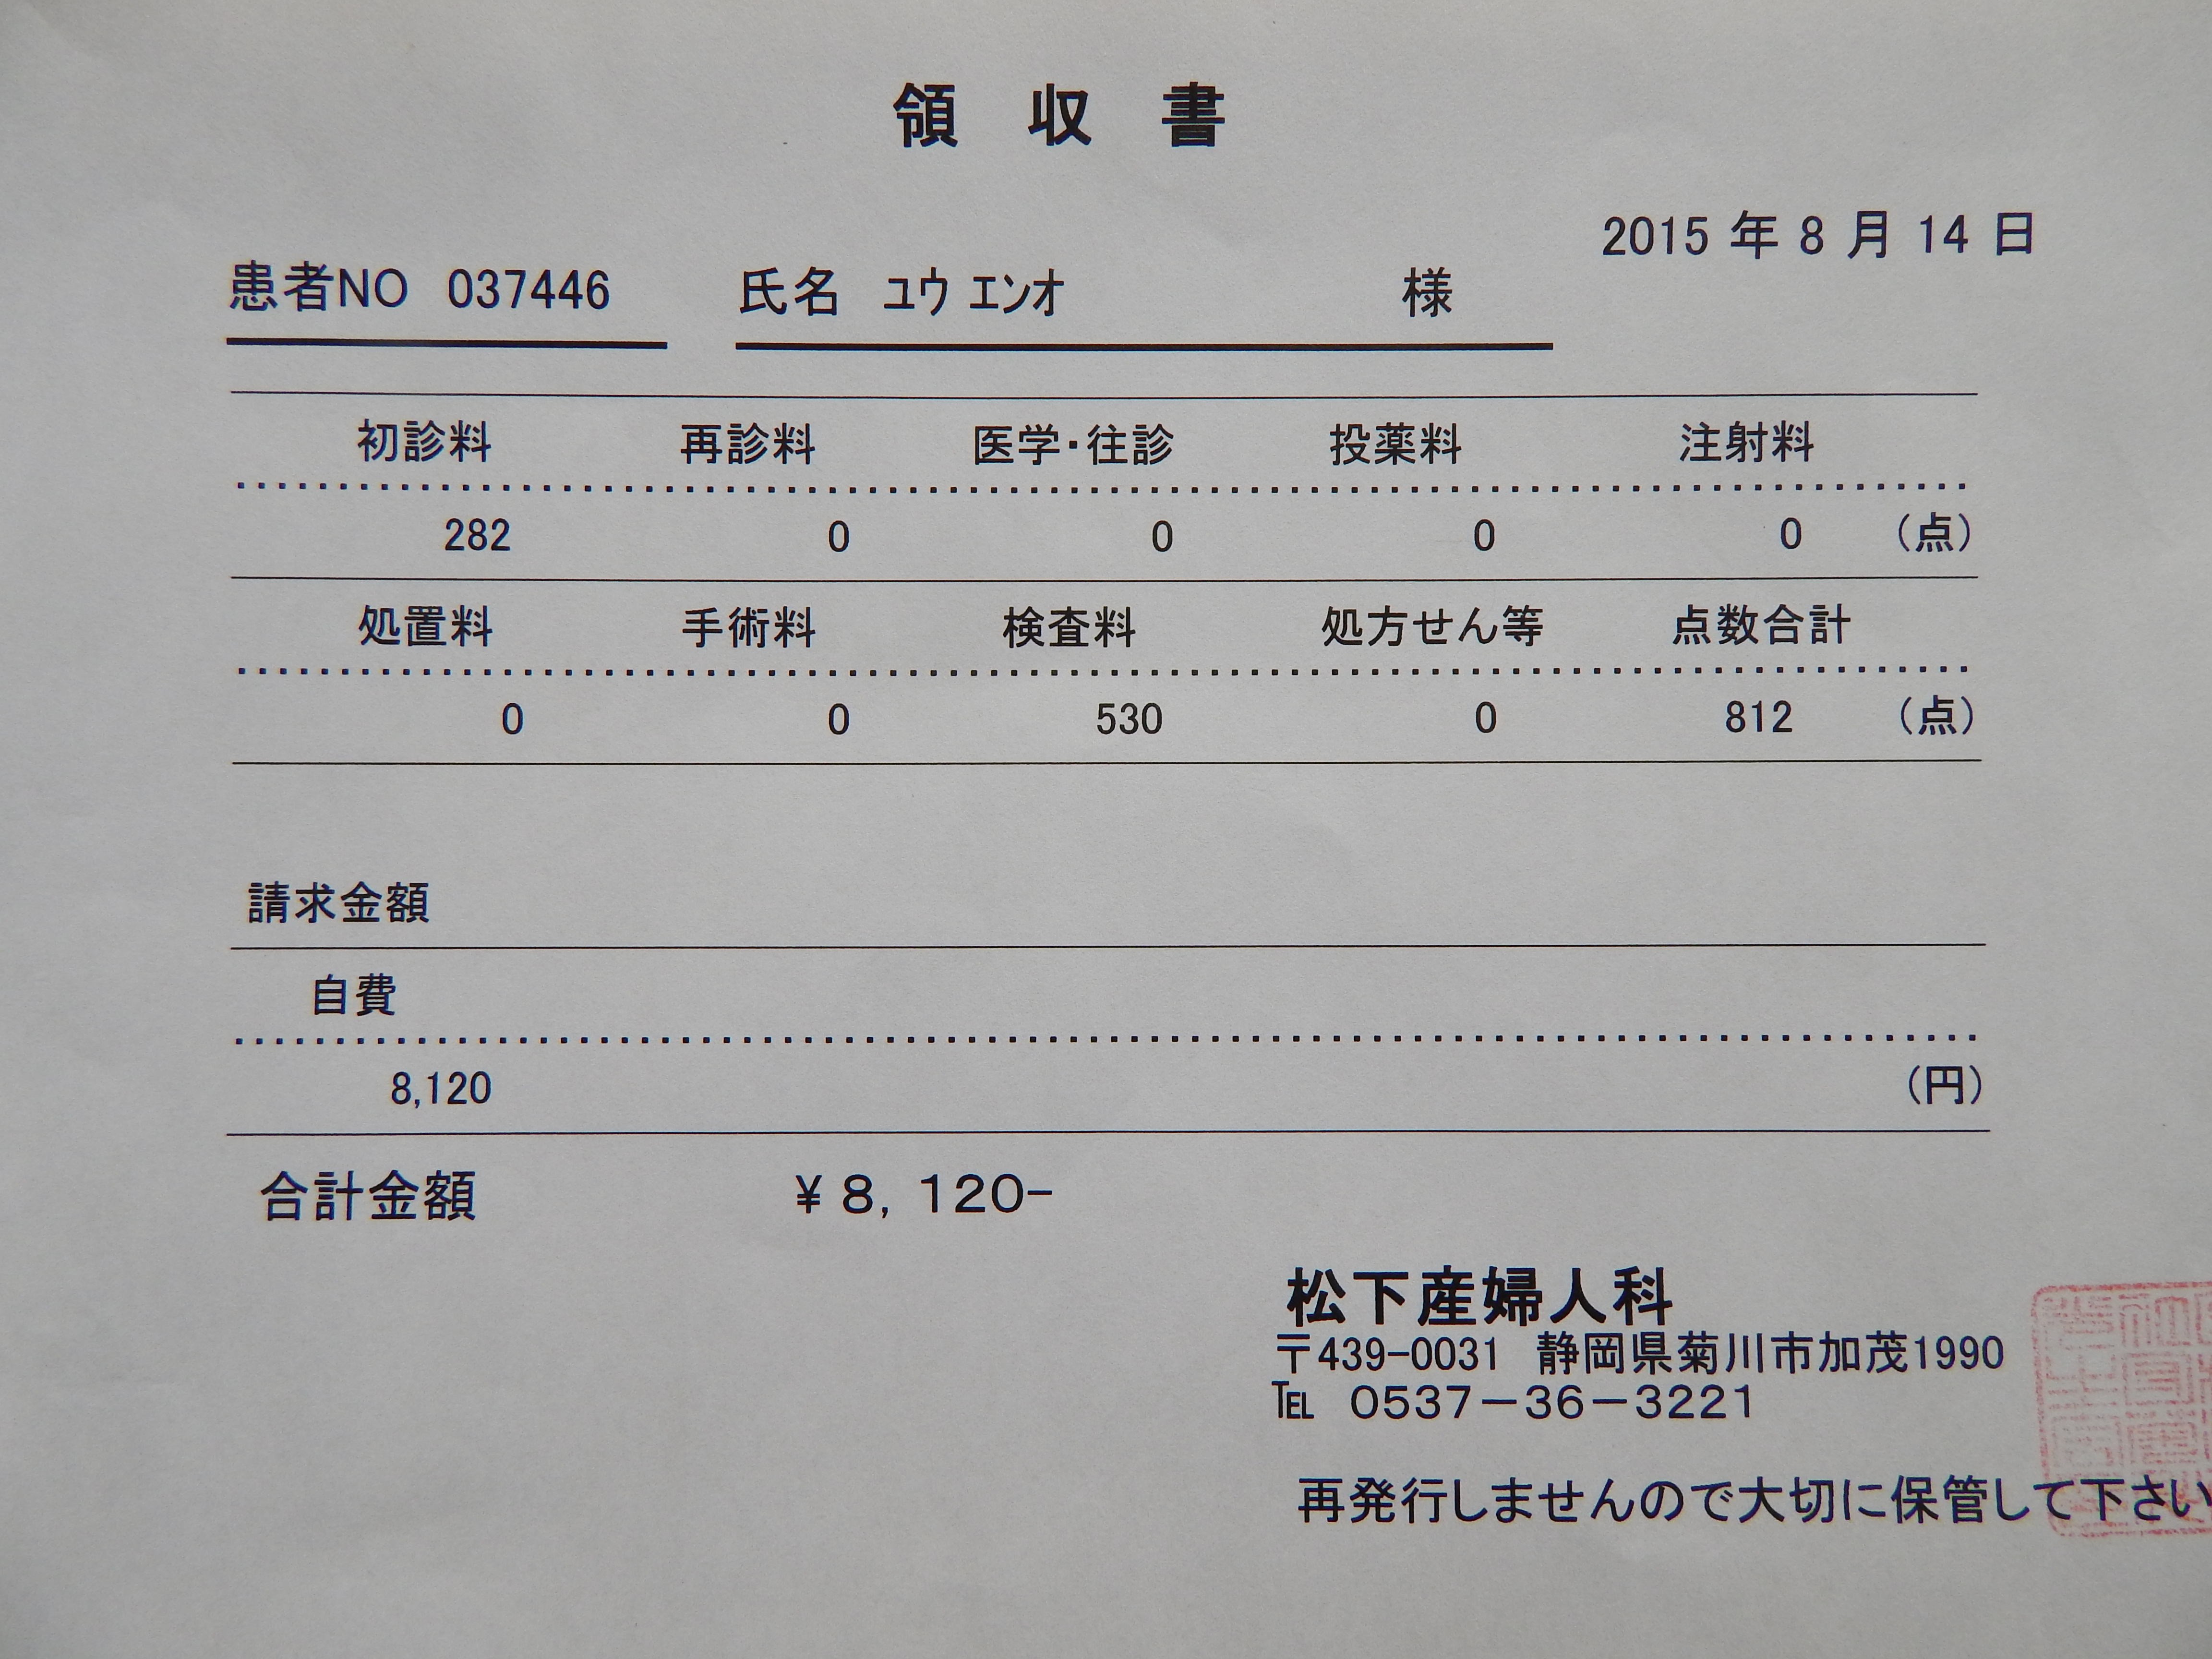 領 収 書
2015 年 8 月 14 日
患者NO 037446 氏名 ユウ エンオ 様
初診料 再診料 医学・往診 投薬料 注射料
282 0 0 0 0 (点)
処置料 手術料 検査料 処方せん等 点数合計
0 0 530 0 812 (点)
請求金額
自費
8,120 (円)
合計金額 ¥8,120-
松下産婦人科
〒439-0031 静岡県菊川市加茂1990
℡ 0537-36-3221
再発行しませんので大切に保管して下さい